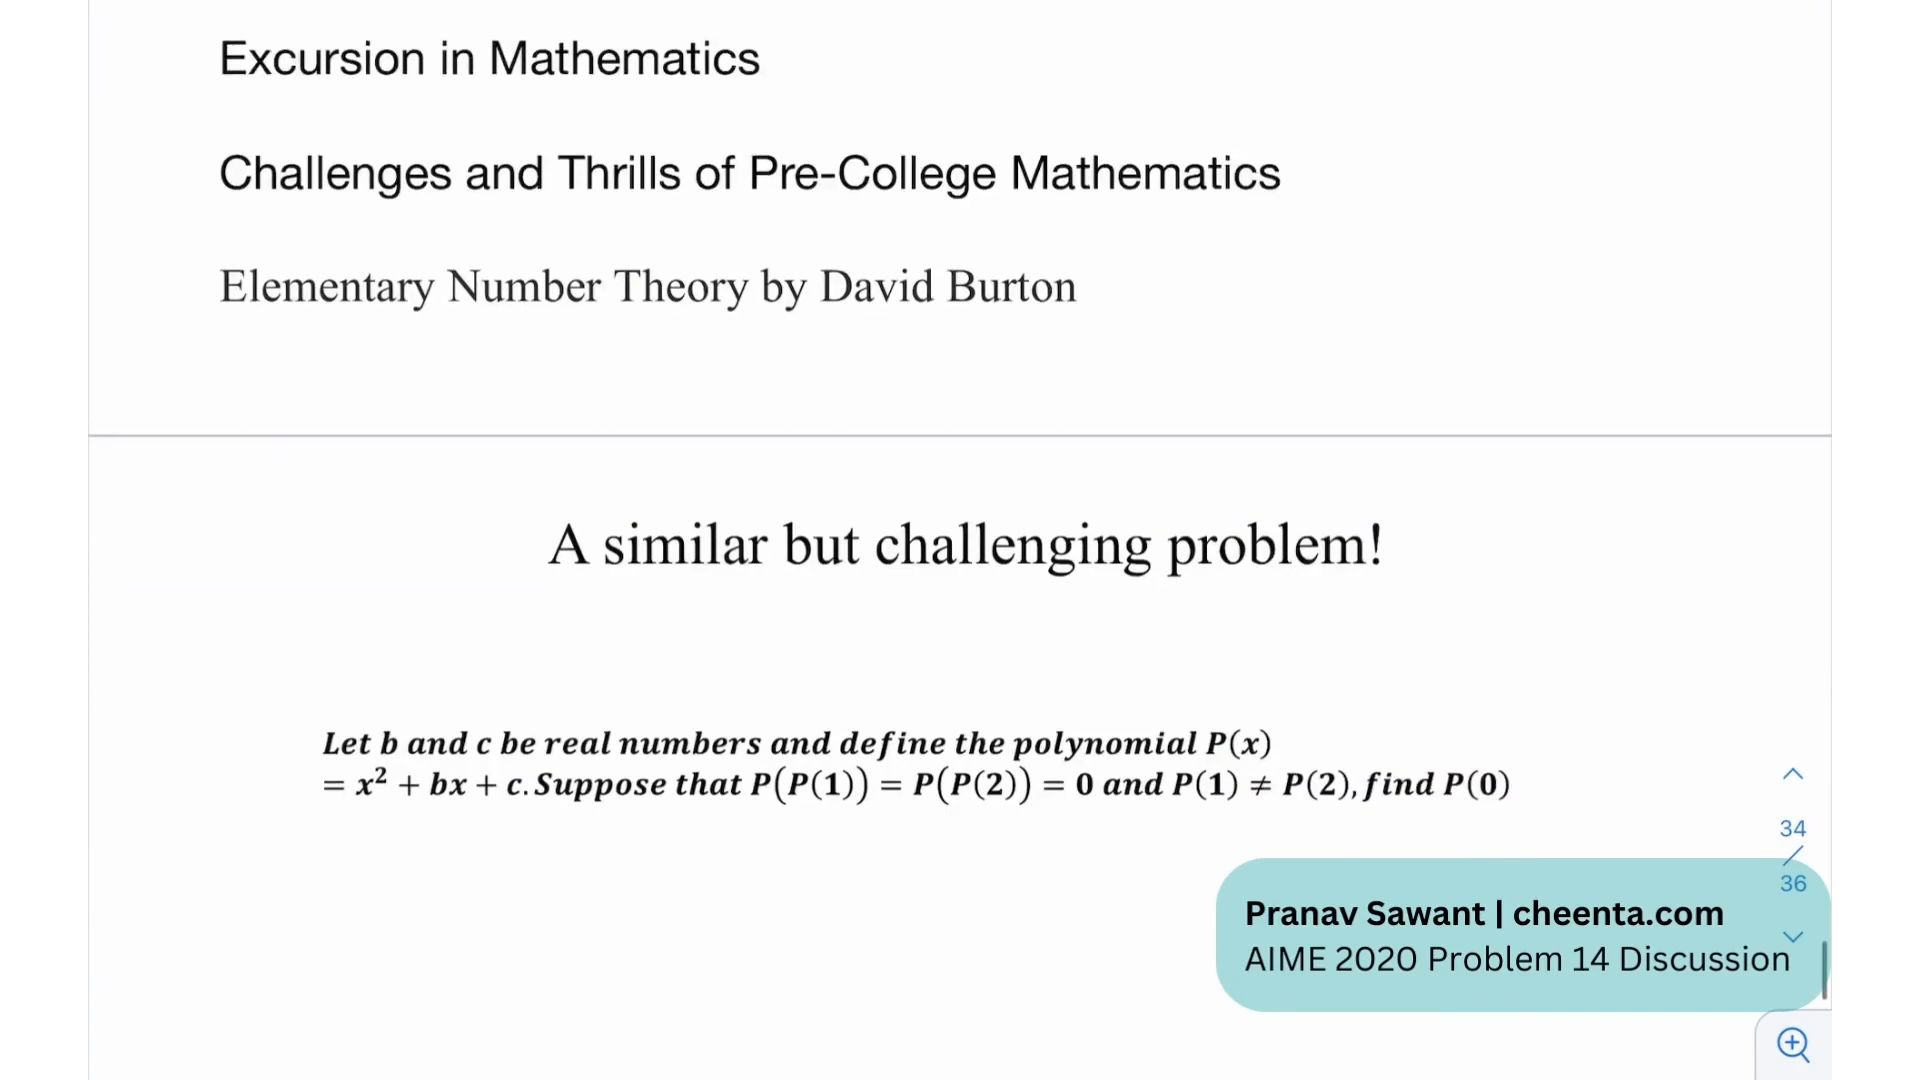 Excursion in Mathematics
Challenges and Thrills of Pre-College Mathematics
Elementary Number Theory by David Burton
A similar but challenging problem!
Let b and c be real numbers and define the polynomial P(x)
= x² + bx + c. Suppose that P(P(1)) = P(P(2)) = 0 and P(1) ≠ P(2), find P(0)
34
/
36
Pranav Sawant | cheenta.com
AIME 2020 Problem 14 Discussion